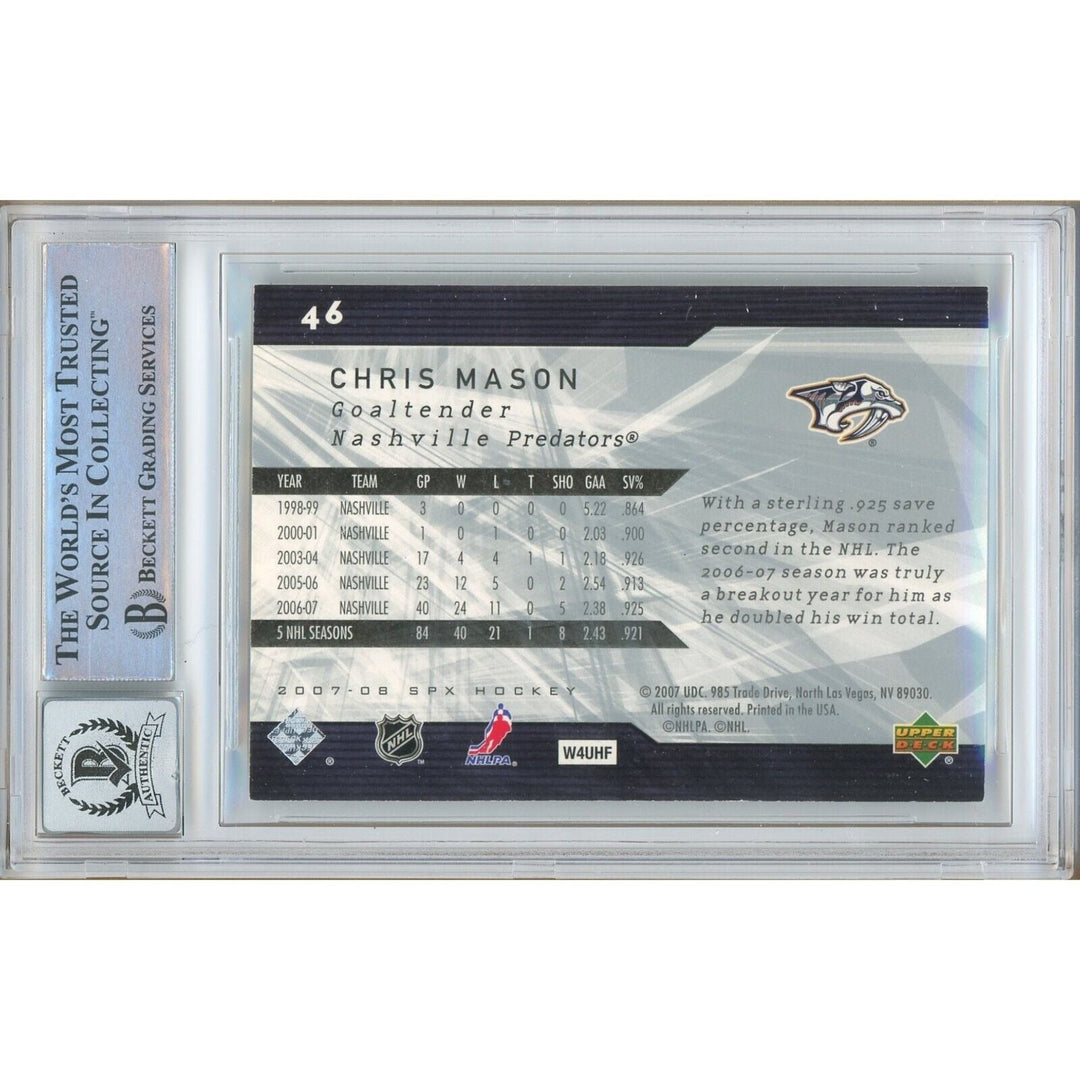 THE WORLD'S MOST TRUSTED
SOURCE IN COLLECTING™
B BECKETT GRADING SERVICES
BECKETT
B
AUTHENTIC
46
CHRIS MASON
Goaltender
Nashville Predators®
®
YEAR TEAM GP W L T SHO GAA SV%
1998-99 NASHVILLE 3 0 0 0 0 5.22 .864
2000-01 NASHVILLE 1 0 1 0 0 2.03 .900
2003-04 NASHVILLE 17 4 4 1 1 2.18 .926
2005-06 NASHVILLE 23 12 5 0 2 2.54 .913
2006-07 NASHVILLE 40 24 11 0 5 2.38 .925
5 NHL SEASONS 84 40 21 1 8 2.43 .921
With a sterling .925 save
percentage, Mason ranked
second in the NHL. The
2006-07 season was truly
a breakout year for him as
he doubled his win total.
2007-08 SPX HOCKEY
© 2007 UDC. 985 Trade Drive, North Las Vegas, NV 89030.
All rights reserved. Printed in the USA.
©NHLPA. ©NHL.
®
NHL
™
NHLPA®
W4UHF
UPPER
DECK
®